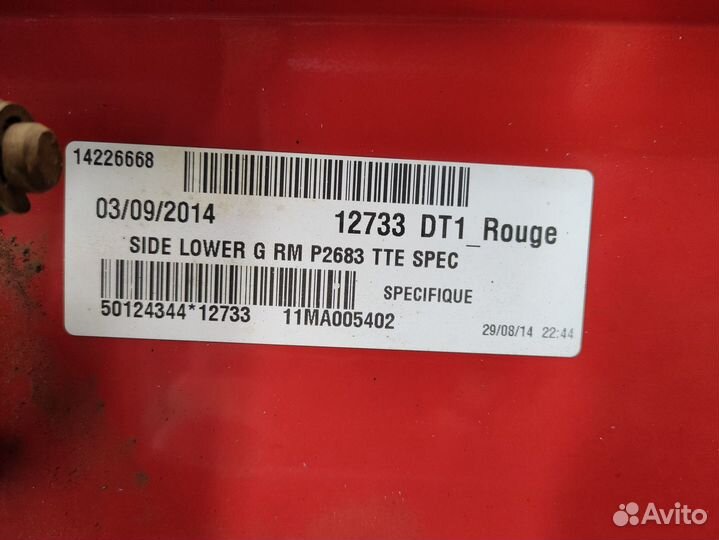 14226668
03/09/2014 12733 DT1_Rouge
SIDE LOWER G RM P2683 TTE SPEC
SPECIFIQUE
50124344*12733 11MA005402
29/08/14 22:44
Avito